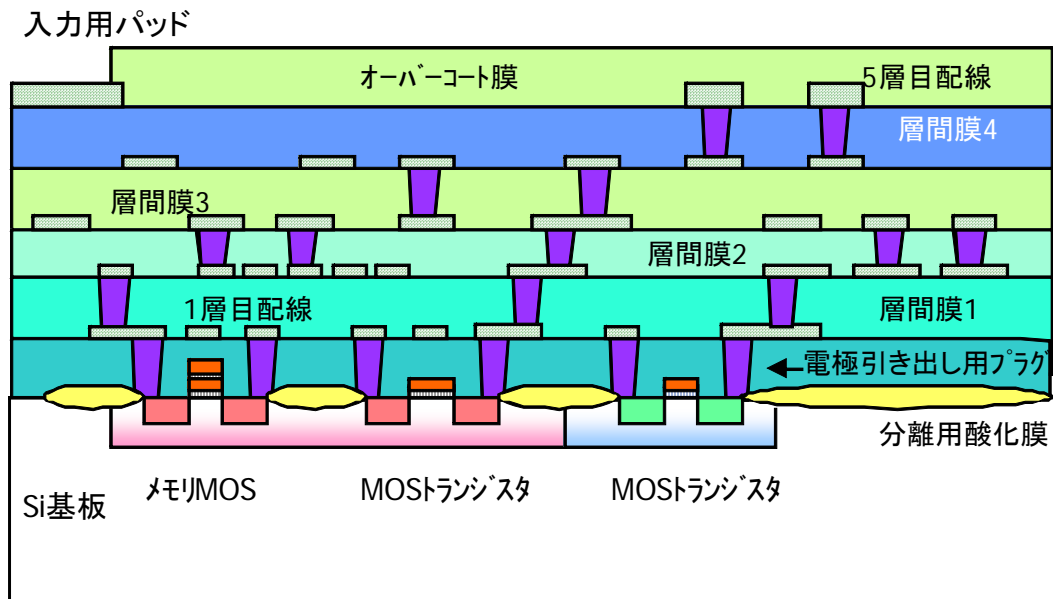 入力用パッド
オーバーコート膜
5層目配線
層間膜4
層間膜3
層間膜2
1層目配線
層間膜1
電極引き出し用プラグ
分離用酸化膜
メモリMOS
MOSトランジスタ
MOSトランジスタ
Si基板